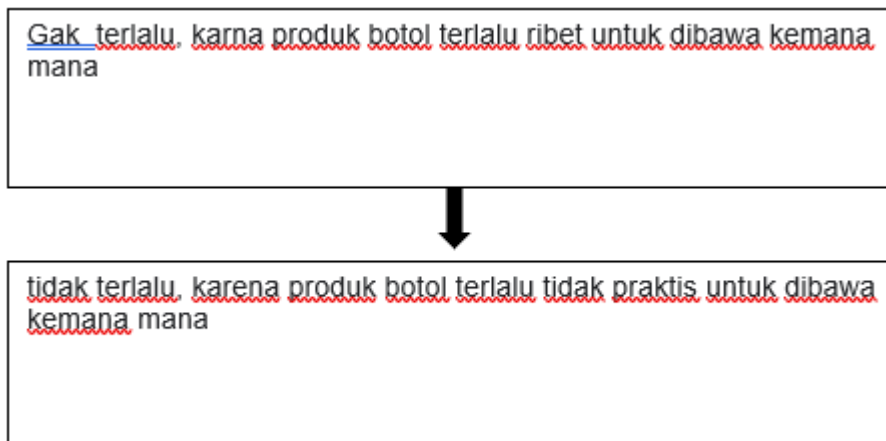 Gak terlalu, karna produk botol terlalu ribet untuk dibawa kemana
mana
tidak terlalu, karena produk botol terlalu tidak praktis untuk dibawa
kemana mana